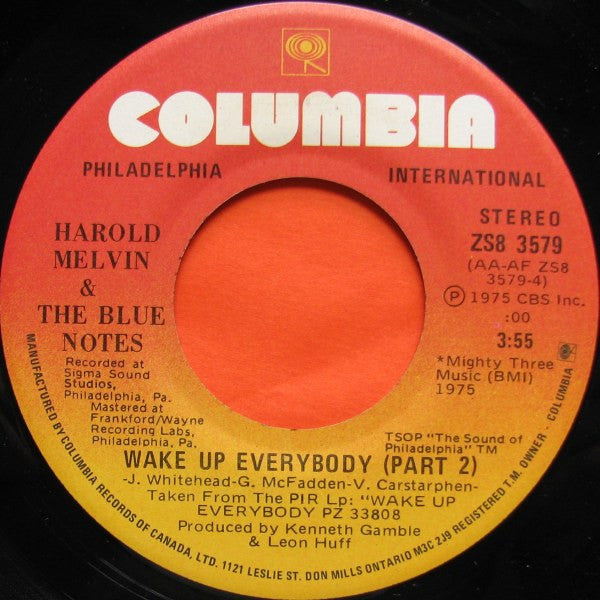 COLUMBIA
PHILADELPHIA INTERNATIONAL
HAROLD
MELVIN
&
THE BLUE
NOTES
Recorded at
Sigma Sound
Studios,
Philadelphia, Pa.
Mastered at
Frankford/Wayne
Recording Labs,
Philadelphia, Pa.
STEREO
ZS8 3579
(AA-AF ZS8
3579-4)
Ⓟ 1975 CBS Inc.
:00
3:55
*Mighty Three
Music (BMI)
1975
TSOP "The Sound of
Philadelphia" TM
WAKE UP EVERYBODY (PART 2)
-J. Whitehead-G. McFadden-V. Carstarphen-
Taken From The PIR Lp: "WAKE UP
EVERYBODY PZ 33808
Produced by Kenneth Gamble
& Leon Huff
MANUFACTURED BY COLUMBIA RECORDS OF CANADA, LTD. 1121 LESLIE ST. DON MILLS ONTARIO M3C 2J9 REGISTERED T.M. OWNER - COLUMBIA